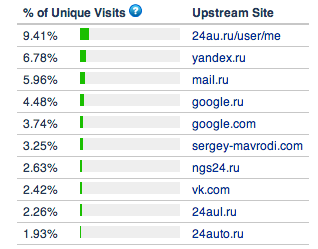 % of Unique Visits ? Upstream Site
9.41% 24au.ru/user/me
6.78% yandex.ru
5.96% mail.ru
4.48% google.ru
3.74% google.com
3.25% sergey-mavrodi.com
2.63% ngs24.ru
2.42% vk.com
2.26% 24aul.ru
1.93% 24auto.ru